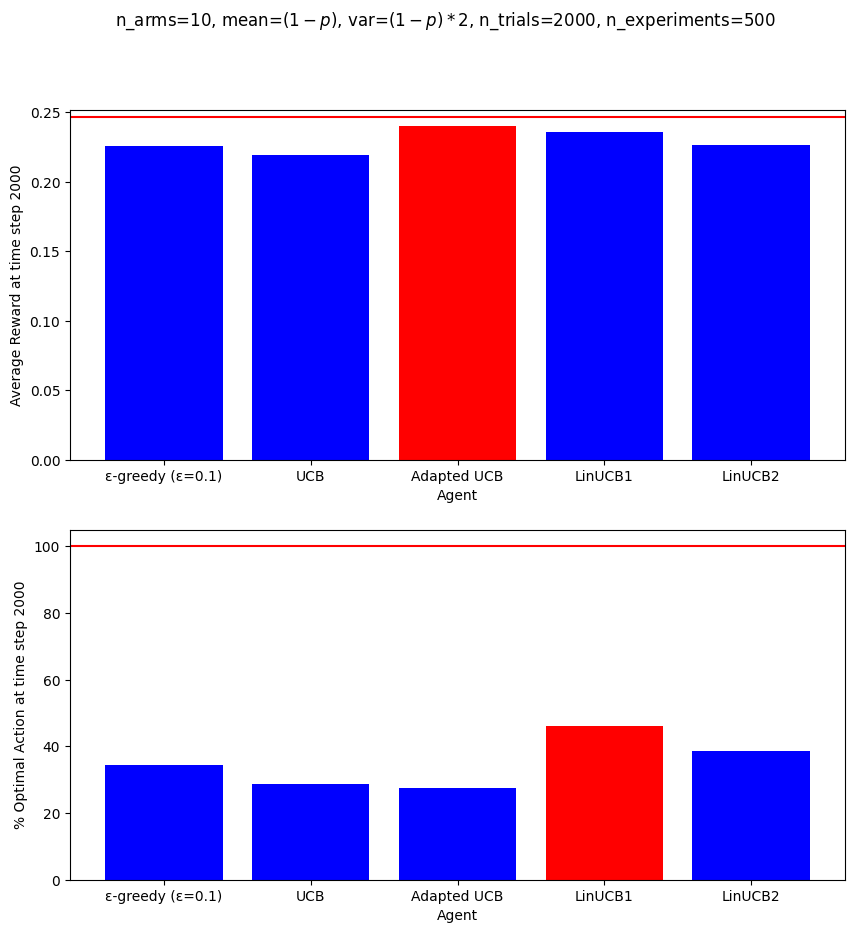 n_arms=10, mean=(1 − p), var=(1 − p) * 2, n_trials=2000, n_experiments=500
0.25
0.20
0.15
0.10
0.05
0.00
Average Reward at time step 2000
ε-greedy (ε=0.1) UCB Adapted UCB LinUCB1 LinUCB2
Agent
100
80
60
40
20
0
% Optimal Action at time step 2000
ε-greedy (ε=0.1) UCB Adapted UCB LinUCB1 LinUCB2
Agent